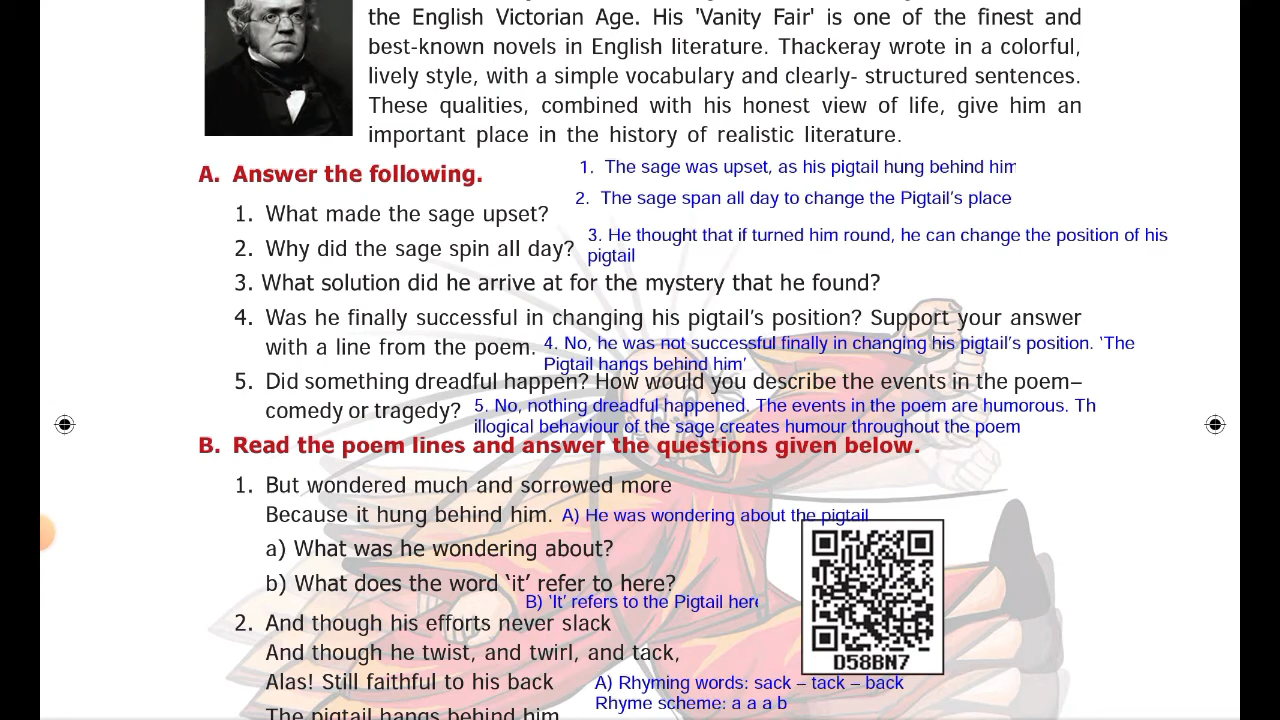 the English Victorian Age. His 'Vanity Fair' is one of the finest and
best-known novels in English literature. Thackeray wrote in a colorful,
lively style, with a simple vocabulary and clearly- structured sentences.
These qualities, combined with his honest view of life, give him an
important place in the history of realistic literature.
A. Answer the following.
1. The sage was upset, as his pigtail hung behind him
1. What made the sage upset?
2. The sage span all day to change the Pigtail's place
2. Why did the sage spin all day?
3. He thought that if turned him round, he can change the position of his
pigtail
3. What solution did he arrive at for the mystery that he found?
4. Was he finally successful in changing his pigtail's position? Support your answer
with a line from the poem.
4. No, he was not successful finally in changing his pigtail's position. 'The
Pigtail hangs behind him'
5. Did something dreadful happen? How would you describe the events in the poem–
comedy or tragedy?
5. No, nothing dreadful happened. The events in the poem are humorous. Th
illogical behaviour of the sage creates humour throughout the poem
B. Read the poem lines and answer the questions given below.
1. But wondered much and sorrowed more
Because it hung behind him.
A) He was wondering about the pigtail
a) What was he wondering about?
b) What does the word 'it' refer to here?
B) 'It' refers to the Pigtail here
2. And though his efforts never slack
And though he twist, and twirl, and tack,
Alas! Still faithful to his back
The pigtail hangs behind him
A) Rhyming words: sack – tack – back
Rhyme scheme: a a a b
D58BN7